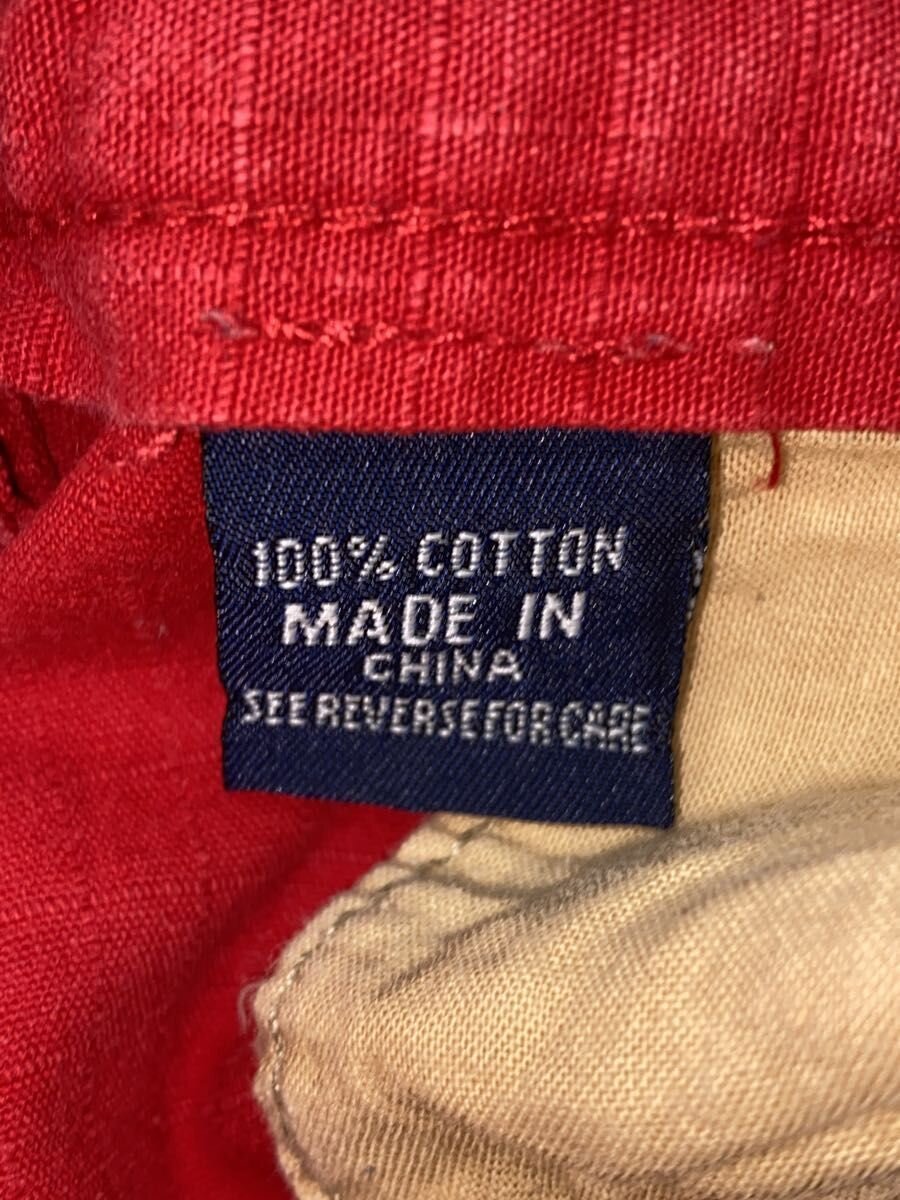 100% COTTON
MADE IN
CHINA
SEE REVERSE FOR CARE